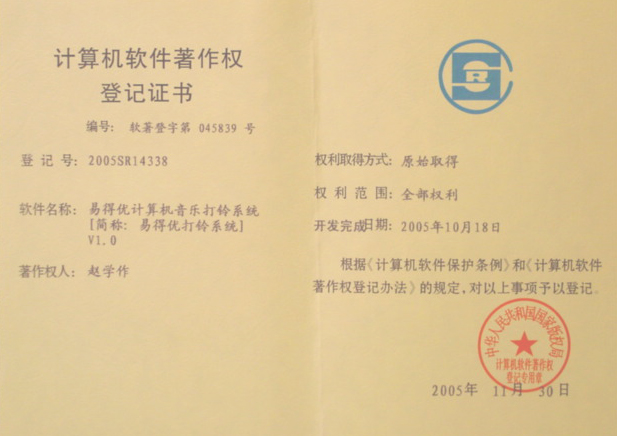 计算机软件著作权
登记证书
编号： 软著登字第 045839 号
登 记 号： 2005SR14338
软件名称： 易得优计算机音乐打铃系统
[简称： 易得优打铃系统]
V1.0
著作权人： 赵学作
SR
权利取得方式： 原始取得
权 利 范 围： 全部权利
开发完成日期： 2005年10月18日
根据《计算机软件保护条例》和《计算机软件
著作权登记办法》的规定，对以上事项予以登记。
中华人民共和国国家版权局
计算机软件著作权
登记专用章
2005年 11月 30日